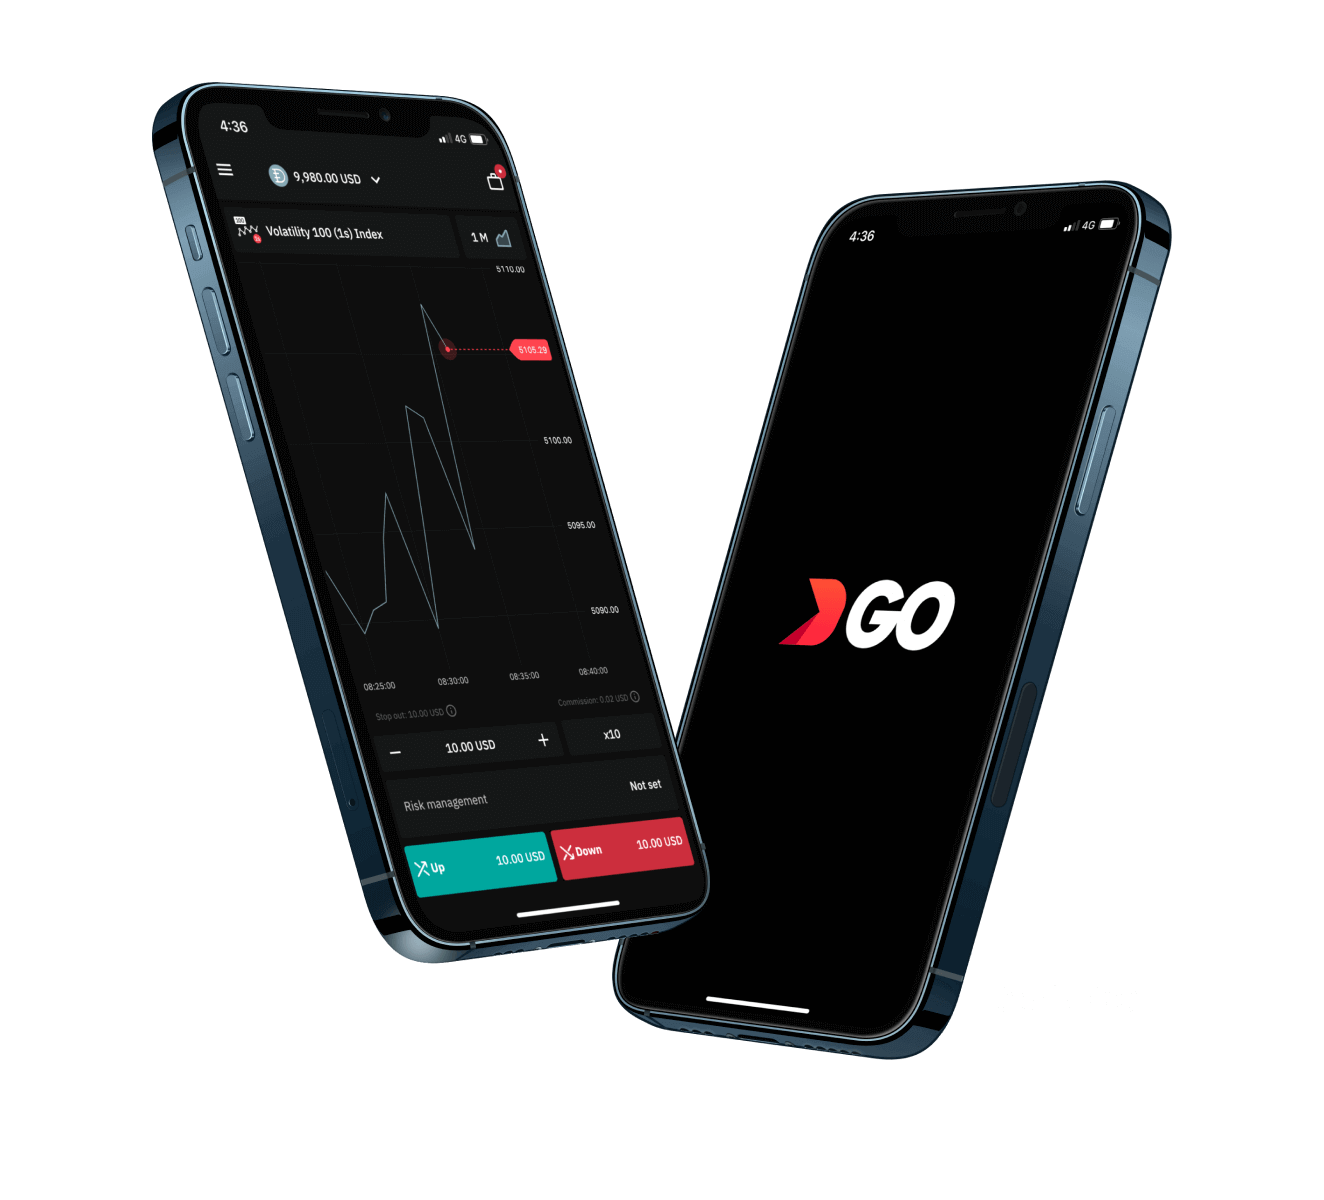 4:36
4G
9,980.00 USD
100
1s
Volatility 100 (1s) Index
1 M
5110.00
5105.29
5100.00
5095.00
5090.00
08:25:00 08:30:00 08:35:00 08:40:00
Stop out: 10.00 USD
Commission: 0.02 USD
− 10.00 USD +
x10
Risk management
Not set
Up 10.00 USD
Down 10.00 USD
4:36
4G
GO